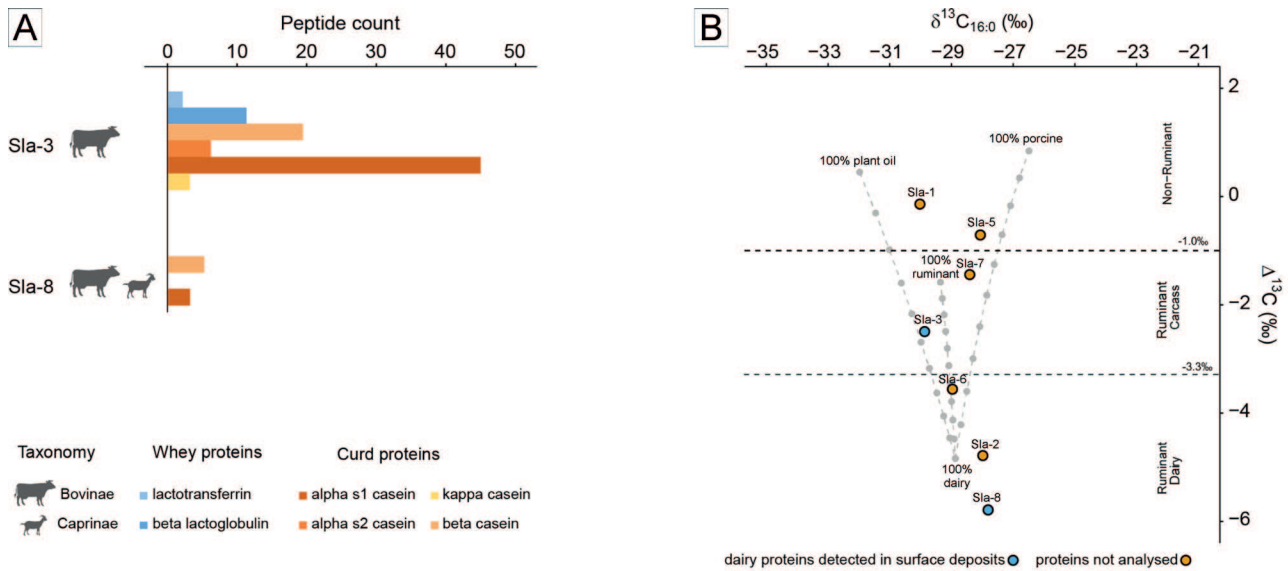 A
Peptide count
0 10 20 30 40 50
Sla-3
Sla-8
Taxonomy Whey proteins Curd proteins
Bovinae lactotransferrin alpha s1 casein kappa casein
Caprinae beta lactoglobulin alpha s2 casein beta casein
B
δ13C16:0 (‰)
−35 −33 −31 −29 −27 −25 −23 −21
2
0
−2
−4
−6
Δ13C (‰)
100% porcine
100% plant oil
Sla-1
Sla-5
Non−Ruminant
-1.0‰
100%
ruminant
Sla-7
Sla-3
Ruminant
Carcass
-3.3‰
Sla-6
Sla-2
100%
dairy
Sla-8
Ruminant
Dairy
dairy proteins detected in surface deposits proteins not analysed